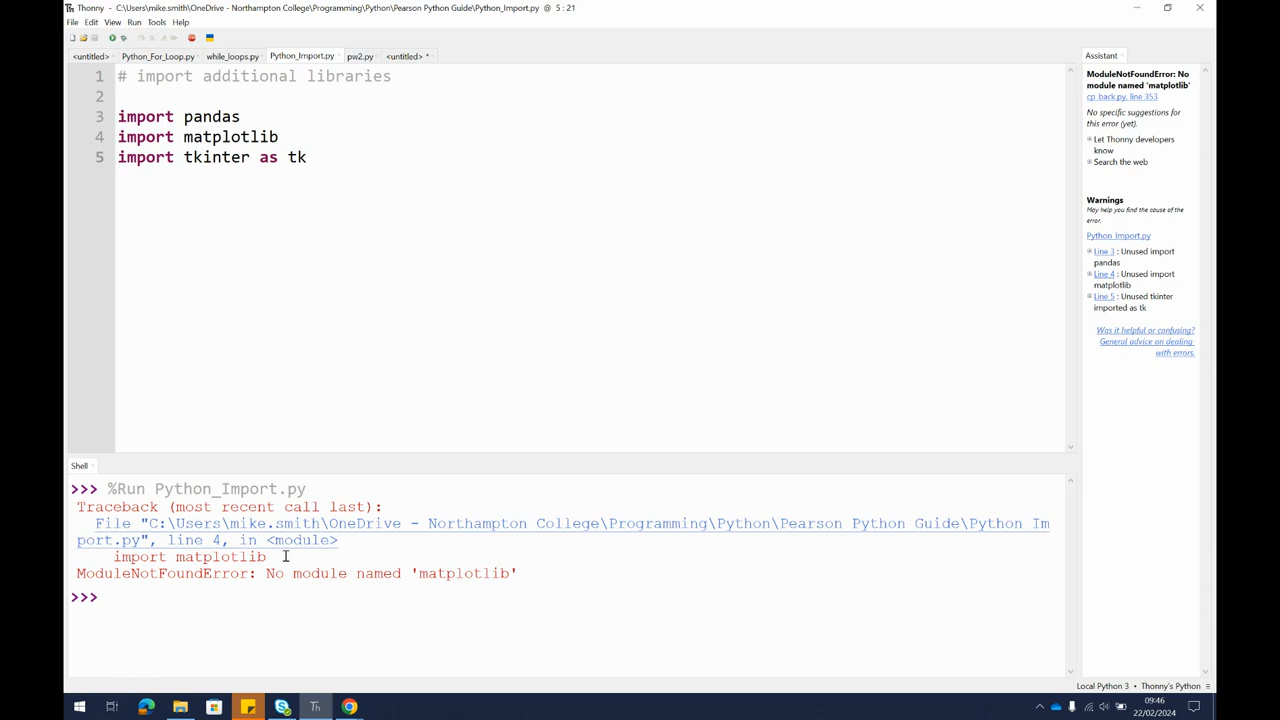 Thonny - C:\Users\mike.smith\OneDrive - Northampton College\Programming\Python\Pearson Python Guide\Python_Import.py @ 5 : 21
File Edit View Run Tools Help
<untitled> Python_For_Loop.py while_loops.py Python_Import.py pw2.py <untitled> *
1 # import additional libraries
2
3 import pandas
4 import matplotlib
5 import tkinter as tk
Assistant
ModuleNotFoundError: No
module named 'matplotlib'
cp_back.py, line 353
No specific suggestions for
this error (yet).
Let Thonny developers
know
Search the web
Warnings
May help you find the cause of the
error.
Python_Import.py
Line 3 : Unused import
pandas
Line 4 : Unused import
matplotlib
Line 5 : Unused tkinter
imported as tk
Was it helpful or confusing?
General advice on dealing
with errors.
Shell
>>> %Run Python_Import.py
Traceback (most recent call last):
File "C:\Users\mike.smith\OneDrive - Northampton College\Programming\Python\Pearson Python Guide\Python_Im
port.py", line 4, in <module>
import matplotlib
ModuleNotFoundError: No module named 'matplotlib'
>>>
Local Python 3 • Thonny's Python ≡
09:46
22/02/2024